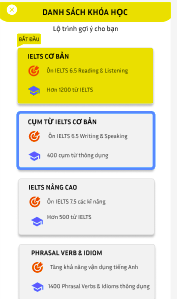 DANH SÁCH KHÓA HỌC
Lộ trình gợi ý cho bạn
BẮT ĐẦU
IELTS CƠ BẢN
Ôn IELTS 6.5 Reading & Listening
Hơn 1200 từ IELTS
CỤM TỪ IELTS CƠ BẢN
Ôn IELTS 6.5 Writing & Speaking
400 cụm từ thông dụng
IELTS NÂNG CAO
Ôn IELTS 7.5 các kĩ năng
Hơn 500 từ IELTS
PHRASAL VERB & IDIOM
Tăng khả năng vấn dụng tiếng Anh
1400 Phrasal Verbs & Idioms thông dụng